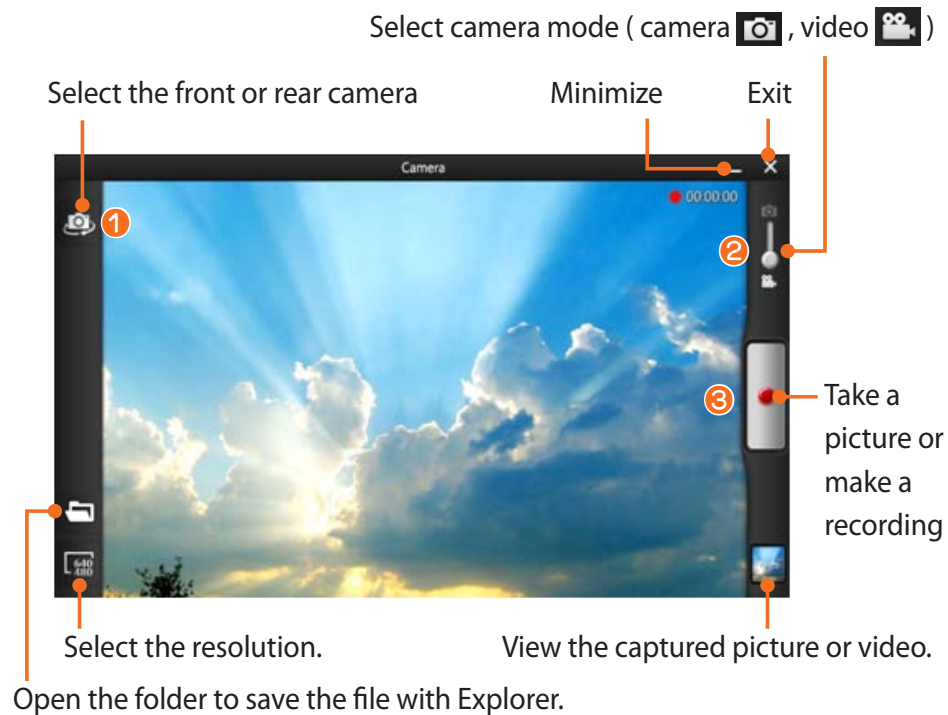 Select camera mode ( camera , video )
Select the front or rear camera
Minimize
Exit
Camera
00:00:00
1
2
3
Take a
picture or
make a
recording
640
480
Select the resolution.
View the captured picture or video.
Open the folder to save the file with Explorer.